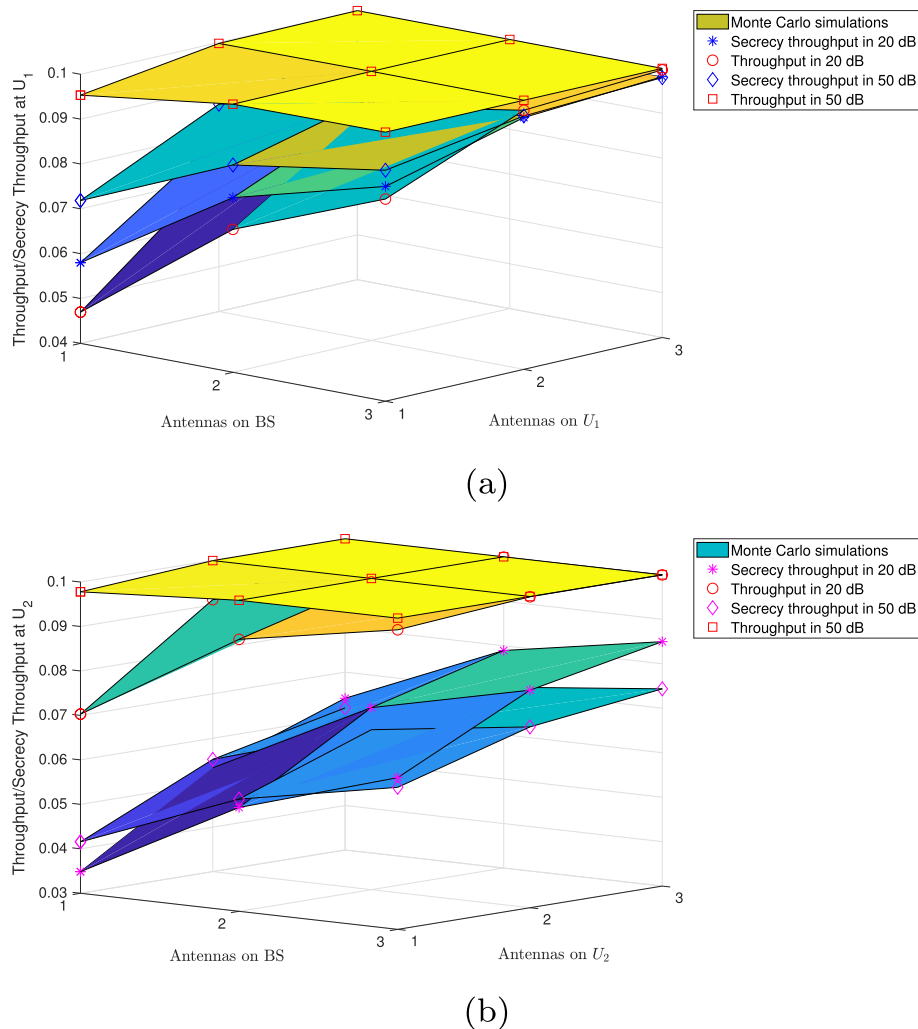 Throughput/Secrecy Throughput at U1
0.1
0.09
0.08
0.07
0.06
0.05
0.04
1
2
3
1
2
3
Antennas on BS
Antennas on U1
Monte Carlo simulations
Secrecy throughput in 20 dB
Throughput in 20 dB
Secrecy throughput in 50 dB
Throughput in 50 dB
(a)
Throughput/Secrecy Throughput at U2
0.1
0.09
0.08
0.07
0.06
0.05
0.04
0.03
1
2
3
1
2
3
Antennas on BS
Antennas on U2
Monte Carlo simulations
Secrecy throughput in 20 dB
Throughput in 20 dB
Secrecy throughput in 50 dB
Throughput in 50 dB
(b)